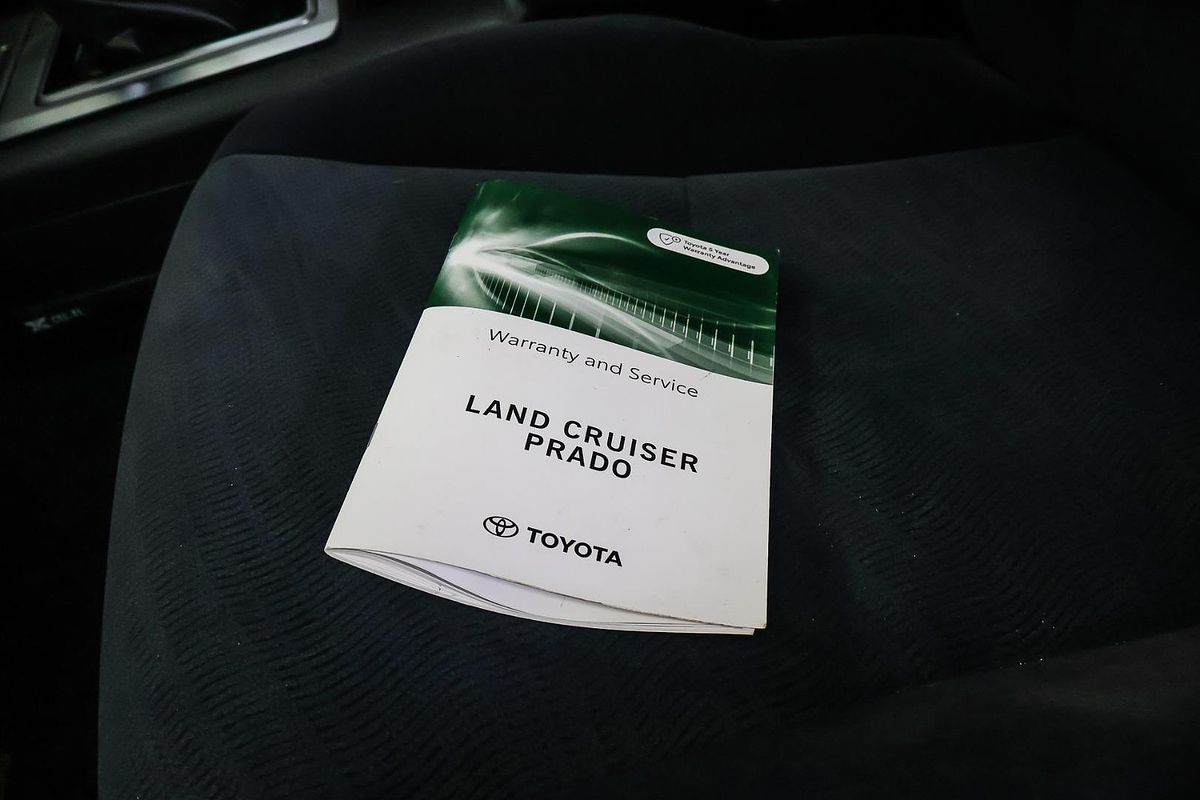 Toyota 5 Year
Warranty Advantage
Warranty and Service
LAND CRUISER
PRADO
TOYOTA